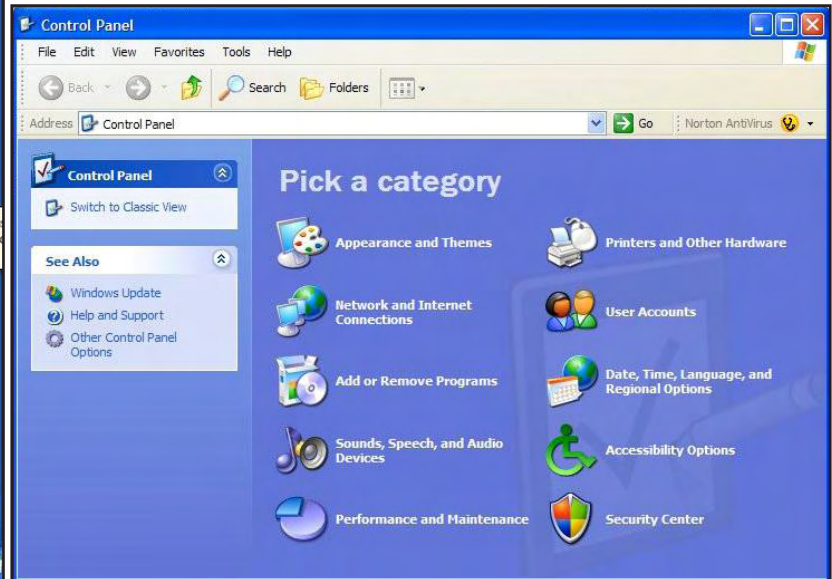 Control Panel
File Edit View Favorites Tools Help
Back Search Folders
Address Control Panel Go Norton AntiVirus
Control Panel
Switch to Classic View
See Also
Windows Update
Help and Support
Other Control Panel
Options
Pick a category
Appearance and Themes
Printers and Other Hardware
Network and Internet
Connections
User Accounts
Add or Remove Programs
Date, Time, Language, and
Regional Options
Sounds, Speech, and Audio
Devices
Accessibility Options
Performance and Maintenance
Security Center